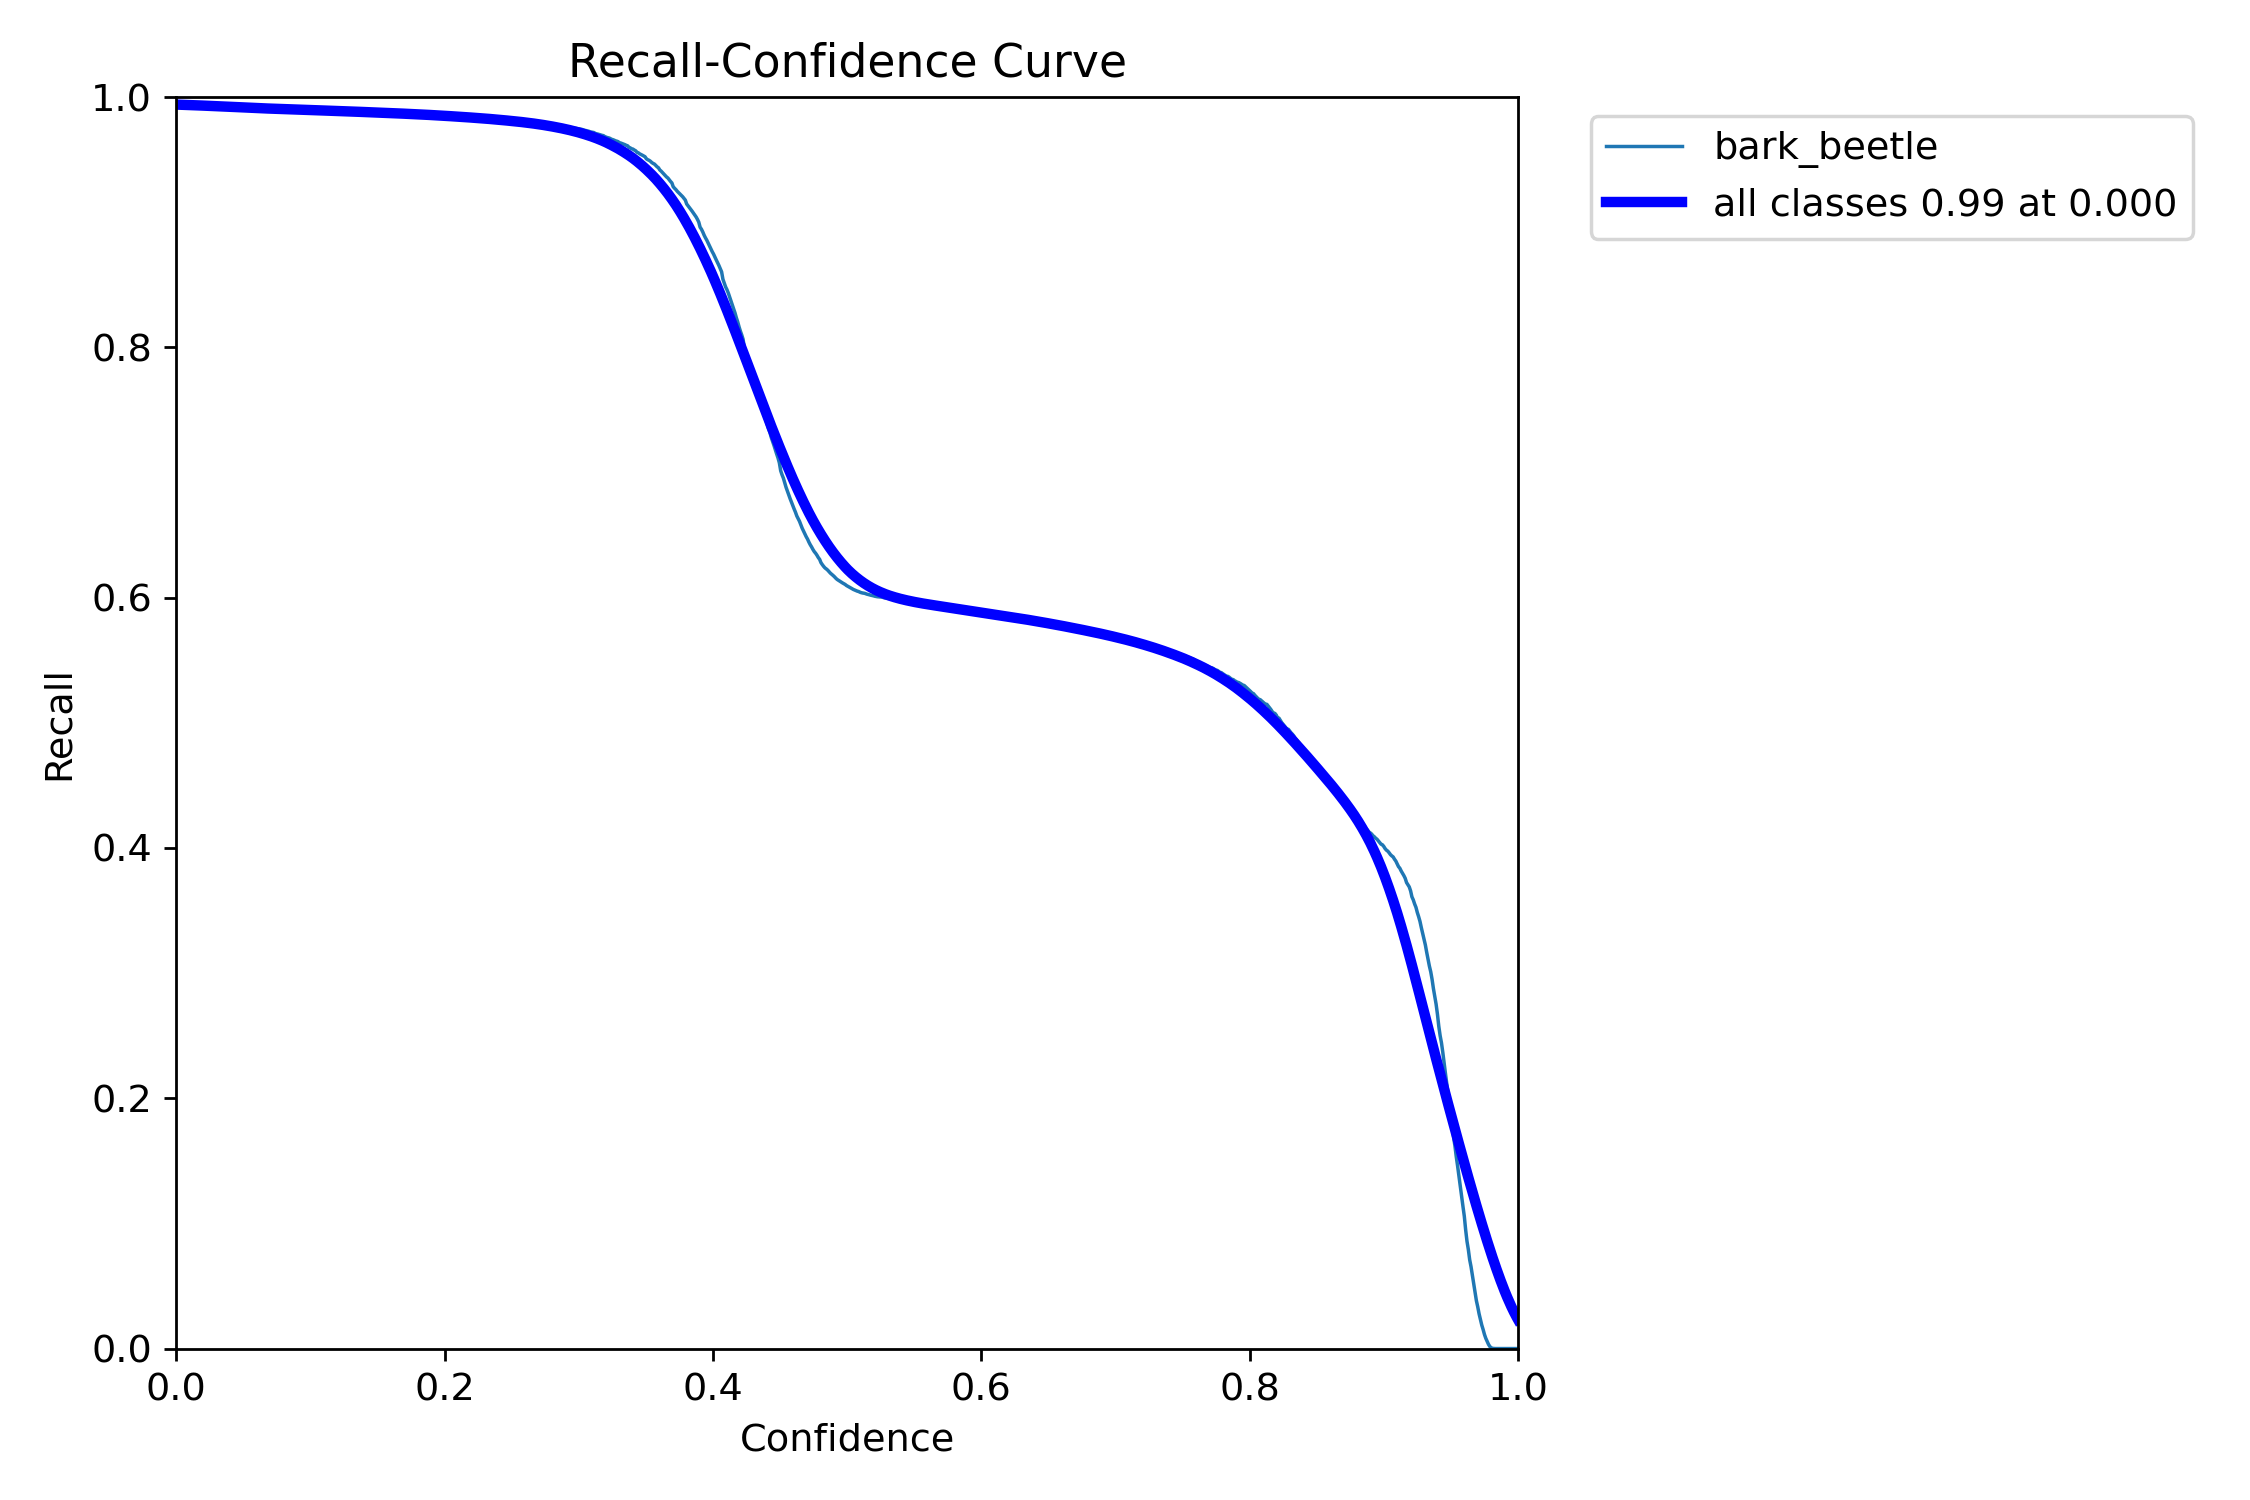 Recall-Confidence Curve
bark_beetle
all classes 0.99 at 0.000
1.0
0.8
0.6
0.4
0.2
0.0
Recall
0.0 0.2 0.4 0.6 0.8 1.0
Confidence